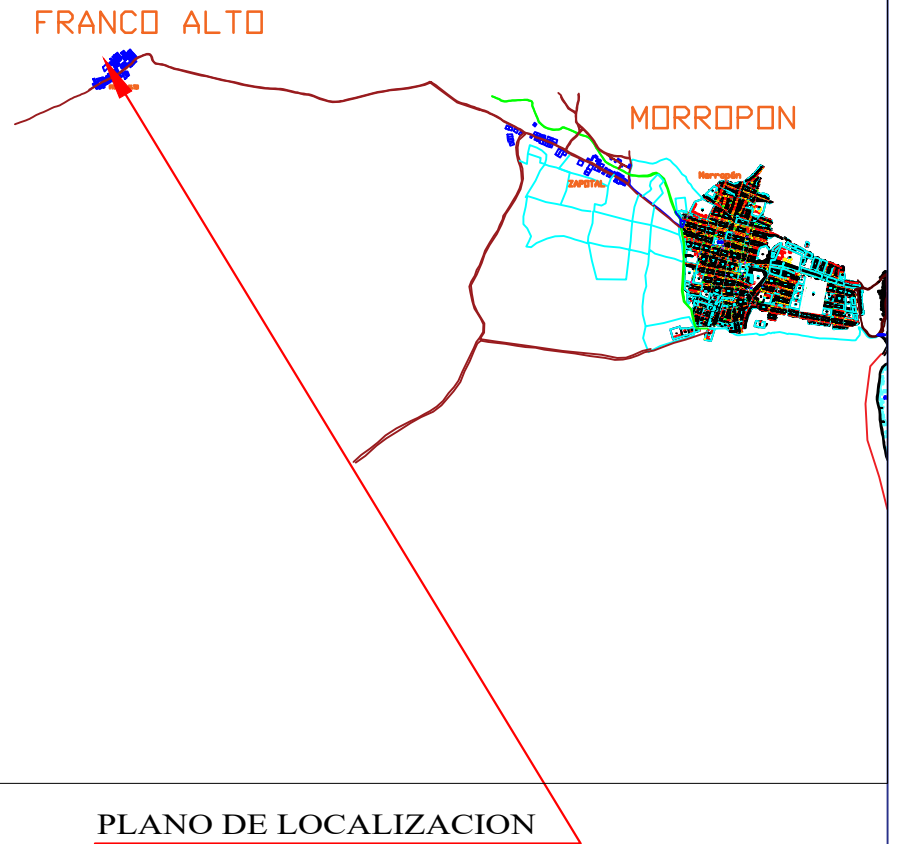 FRANCO ALTO
MORROPON
Morropón
ZAPOTAL
PLANO DE LOCALIZACION